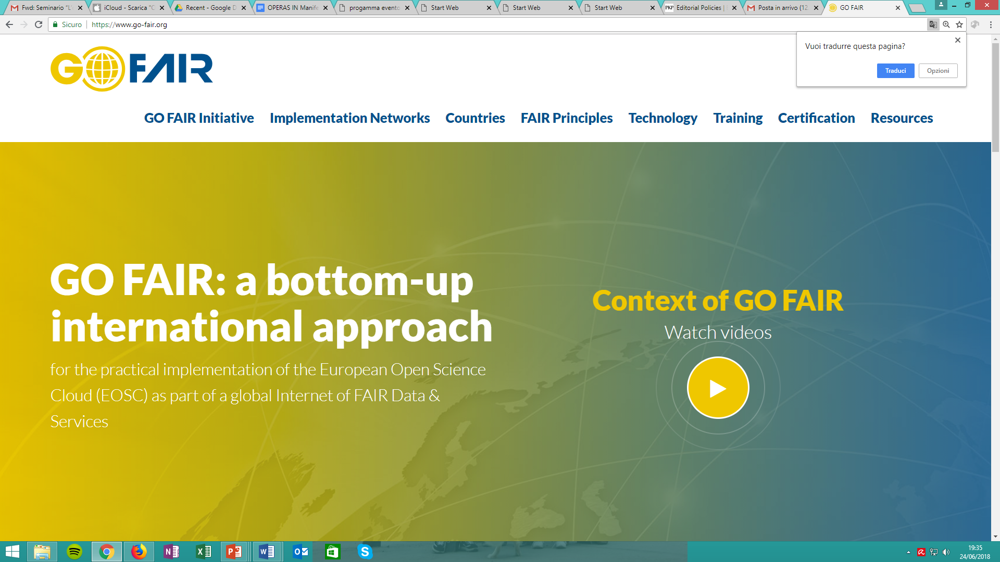 Fwd: Seminario "L'
iCloud - Scarica "C
Recent - Google D
OPERAS IN Manife
progamma evento
Start Web
Start Web
Start Web
PKP Editorial Policies |
Posta in arrivo (12
GO FAIR
Sicuro https://www.go-fair.org
Vuoi tradurre questa pagina?
Traduci Opzioni
GO FAIR
GO FAIR Initiative Implementation Networks Countries FAIR Principles Technology Training Certification Resources
GO FAIR: a bottom-up
international approach
for the practical implementation of the European Open Science
Cloud (EOSC) as part of a global Internet of FAIR Data &
Services
Context of GO FAIR
Watch videos
19:35
24/06/2018